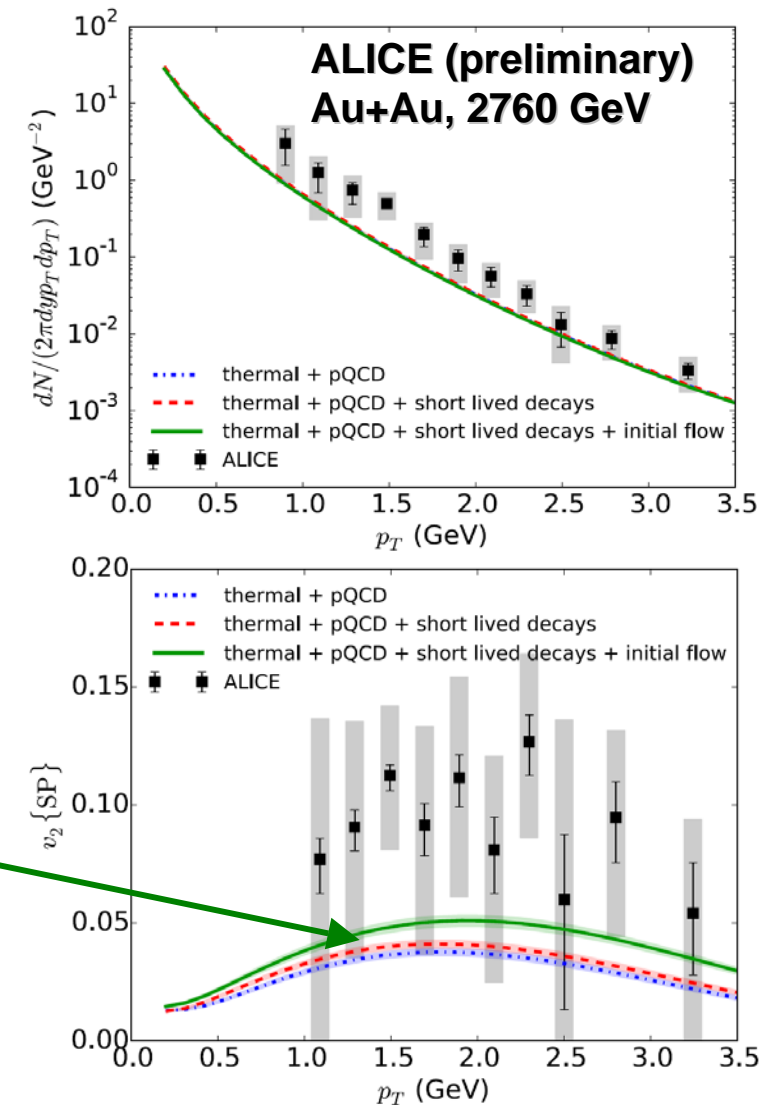 ALICE (preliminary)
Au+Au, 2760 GeV
10^2
10^1
10^0
10^-1
10^-2
10^-3
10^-4
dN/(2πdyp_T dp_T) (GeV^−2)
thermal + pQCD
thermal + pQCD + short lived decays
thermal + pQCD + short lived decays + initial flow
ALICE
0.0 0.5 1.0 1.5 2.0 2.5 3.0 3.5
p_T (GeV)
0.20
0.15
0.10
0.05
0.00
v_2{SP}
thermal + pQCD
thermal + pQCD + short lived decays
thermal + pQCD + short lived decays + initial flow
ALICE
0.0 0.5 1.0 1.5 2.0 2.5 3.0 3.5
p_T (GeV)